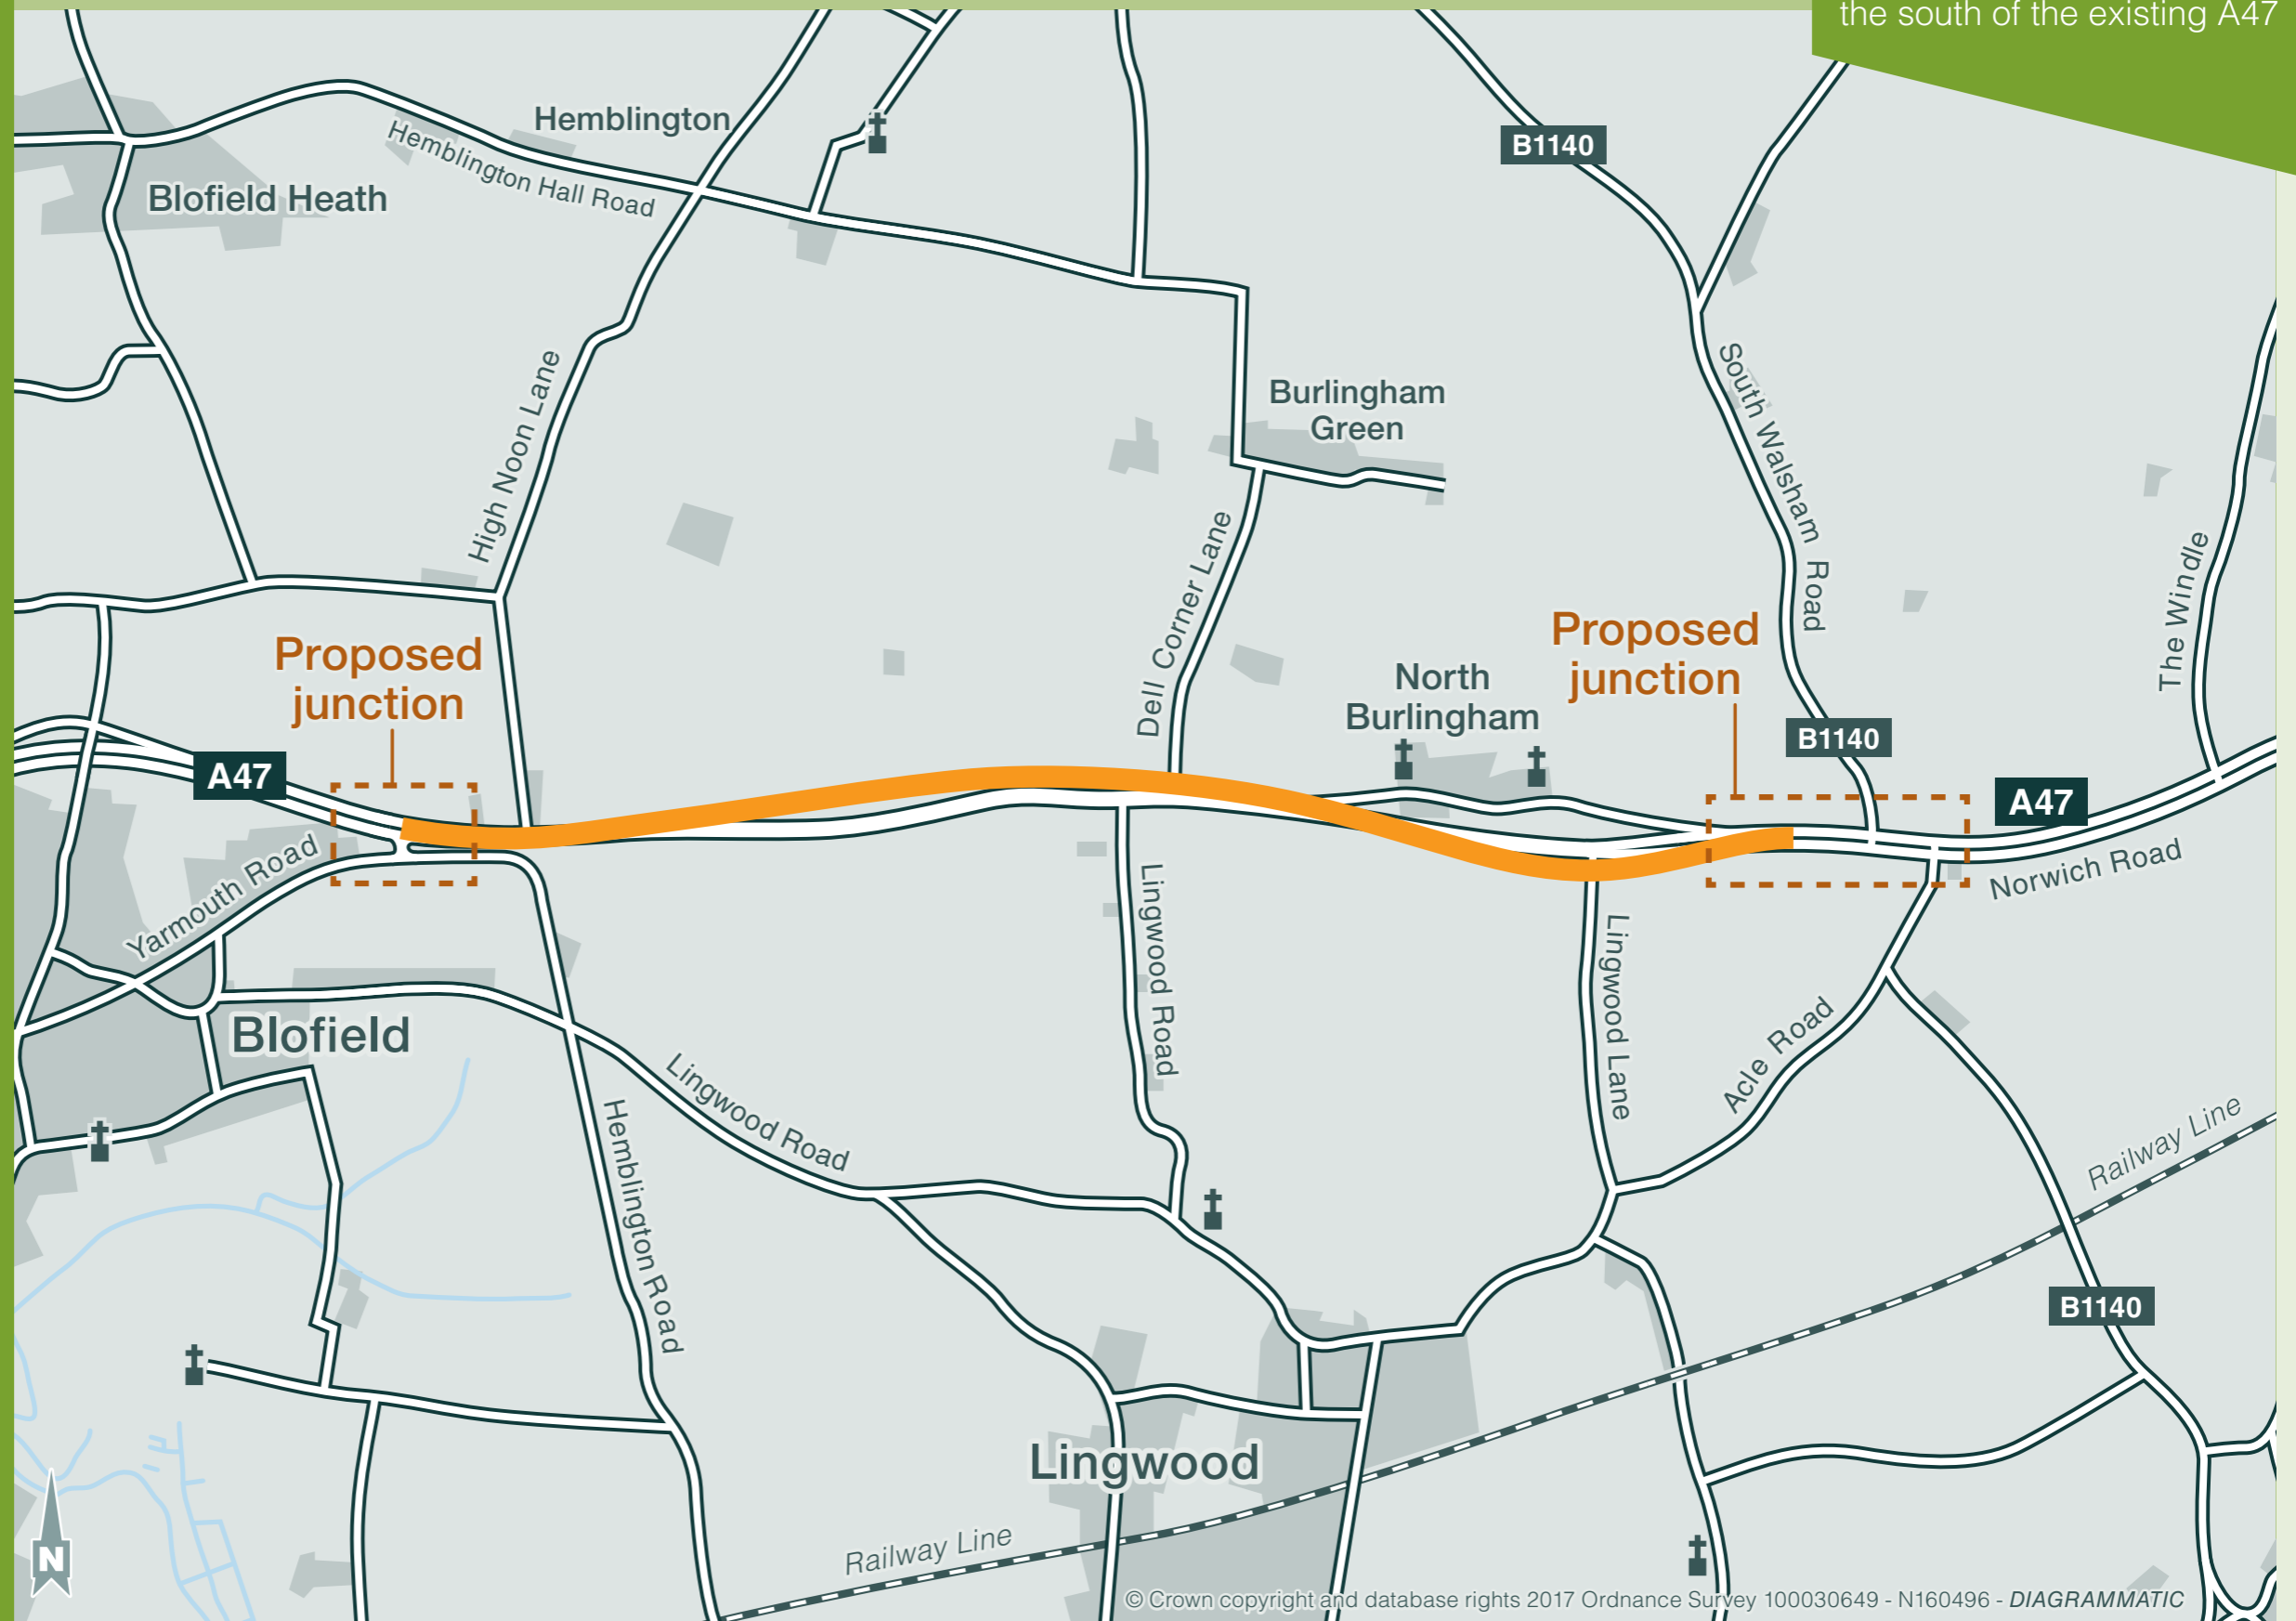 the south of the existing A47
Hemblington
B1140
Hemblington Hall Road
Blofield Heath
High Noon Lane
Burlingham
Green
South Walsham Road
Dell Corner Lane
The Windle
Proposed
junction
Proposed
junction
North
Burlingham
B1140
A47
A47
Yarmouth Road
Norwich Road
Lingwood Road
Lingwood Lane
Blofield
Acle Road
Lingwood Road
Hemblington Road
Railway Line
B1140
Lingwood
Railway Line
N
© Crown copyright and database rights 2017 Ordnance Survey 100030649 - N160496 - DIAGRAMMATIC